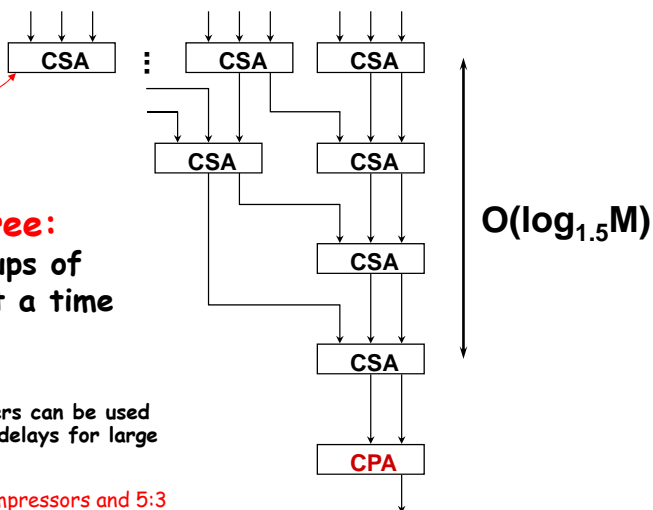 CSA ⋮ CSA CSA
CSA CSA
ree:
ups of
t a time
CSA
O(log₁.₅M)
CSA
ers can be used
delays for large
CPA
mpressors and 5:3